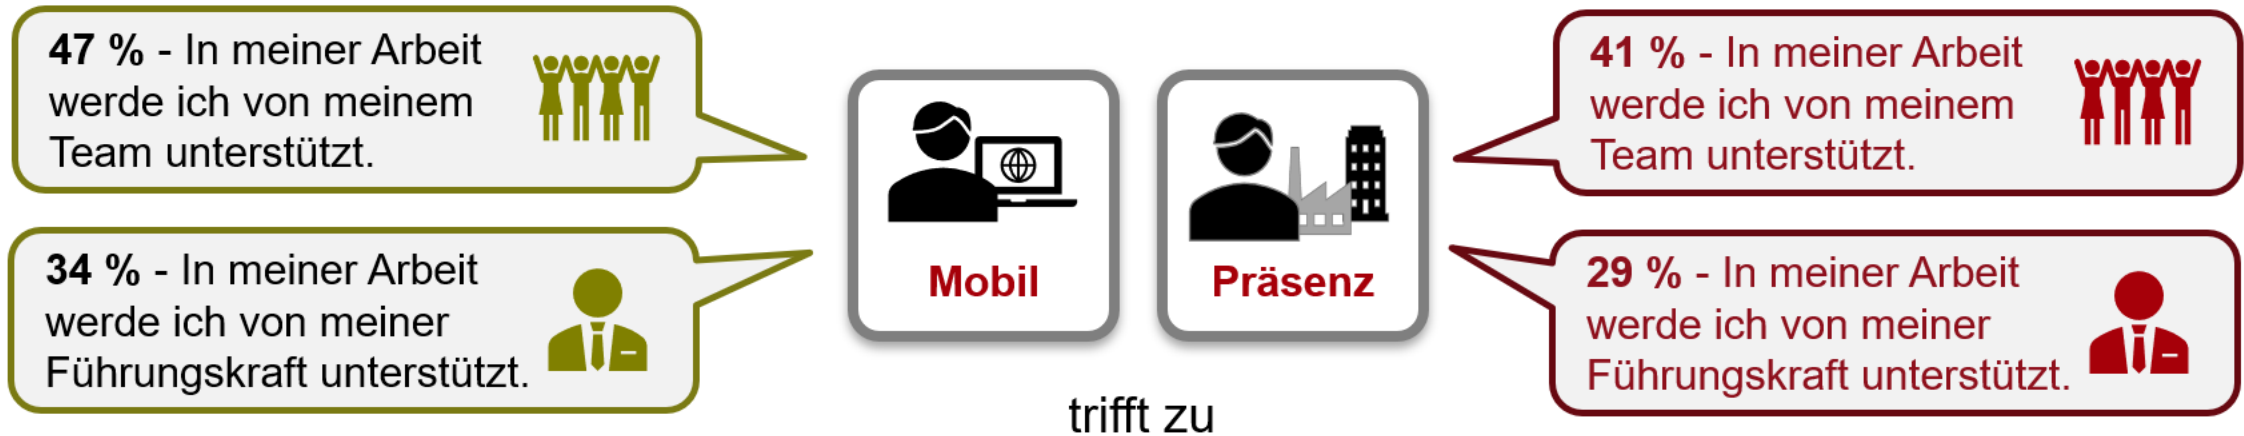 47 % - In meiner Arbeit
werde ich von meinem
Team unterstützt.
34 % - In meiner Arbeit
werde ich von meiner
Führungskraft unterstützt.
Mobil
Präsenz
trifft zu
41 % - In meiner Arbeit
werde ich von meinem
Team unterstützt.
29 % - In meiner Arbeit
werde ich von meiner
Führungskraft unterstützt.